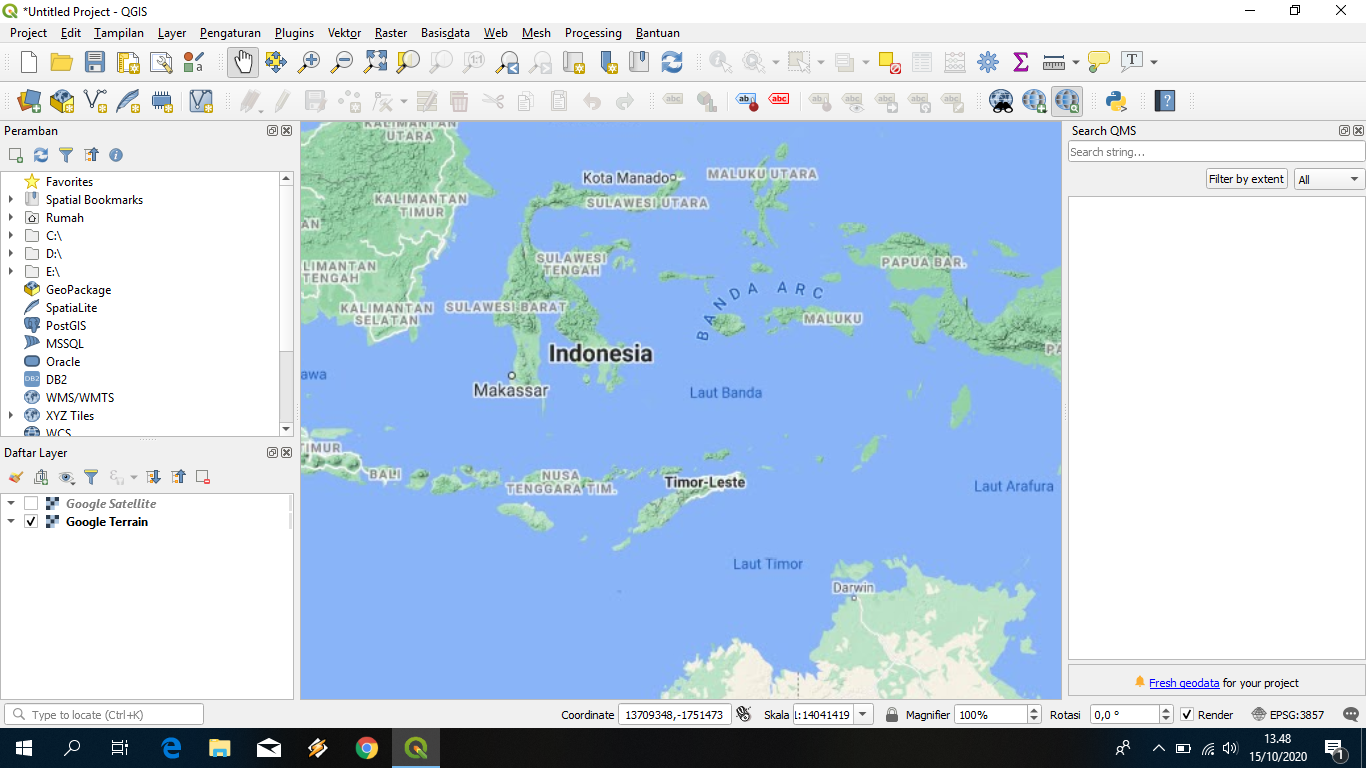 *Untitled Project - QGIS
Project Edit Tampilan Layer Pengaturan Plugins Vektor Raster Basisdata Web Mesh Processing Bantuan
Peramban
Favorites
Spatial Bookmarks
Rumah
C:\
D:\
E:\
GeoPackage
SpatiaLite
PostGIS
MSSQL
Oracle
DB2
WMS/WMTS
XYZ Tiles
WCS
Daftar Layer
Google Satellite
Google Terrain
KALIMANTAN
UTARA
Kota Manado
MALUKU UTARA
KALIMANTAN
TIMUR
SULAWESI UTARA
AN
SULAWESI
TENGAH
PAPUA BAR.
LIMANTAN
TENGAH
BANDA ARC
KALIMANTAN
SELATAN
SULAWESI BARAT
MALUKU
Indonesia
PA
awa
Makassar
Laut Banda
TIMUR
BALI
NUSA
TENGGARA TIM.
Timor-Leste
Laut Arafura
Laut Timor
Darwin
Search QMS
Search string...
Filter by extent
All
Fresh geodata for your project
Type to locate (Ctrl+K)
Coordinate 13709348,-1751473 Skala 1:14041419 Magnifier 100% Rotasi 0,0 ° Render EPSG:3857
13.48
15/10/2020
1